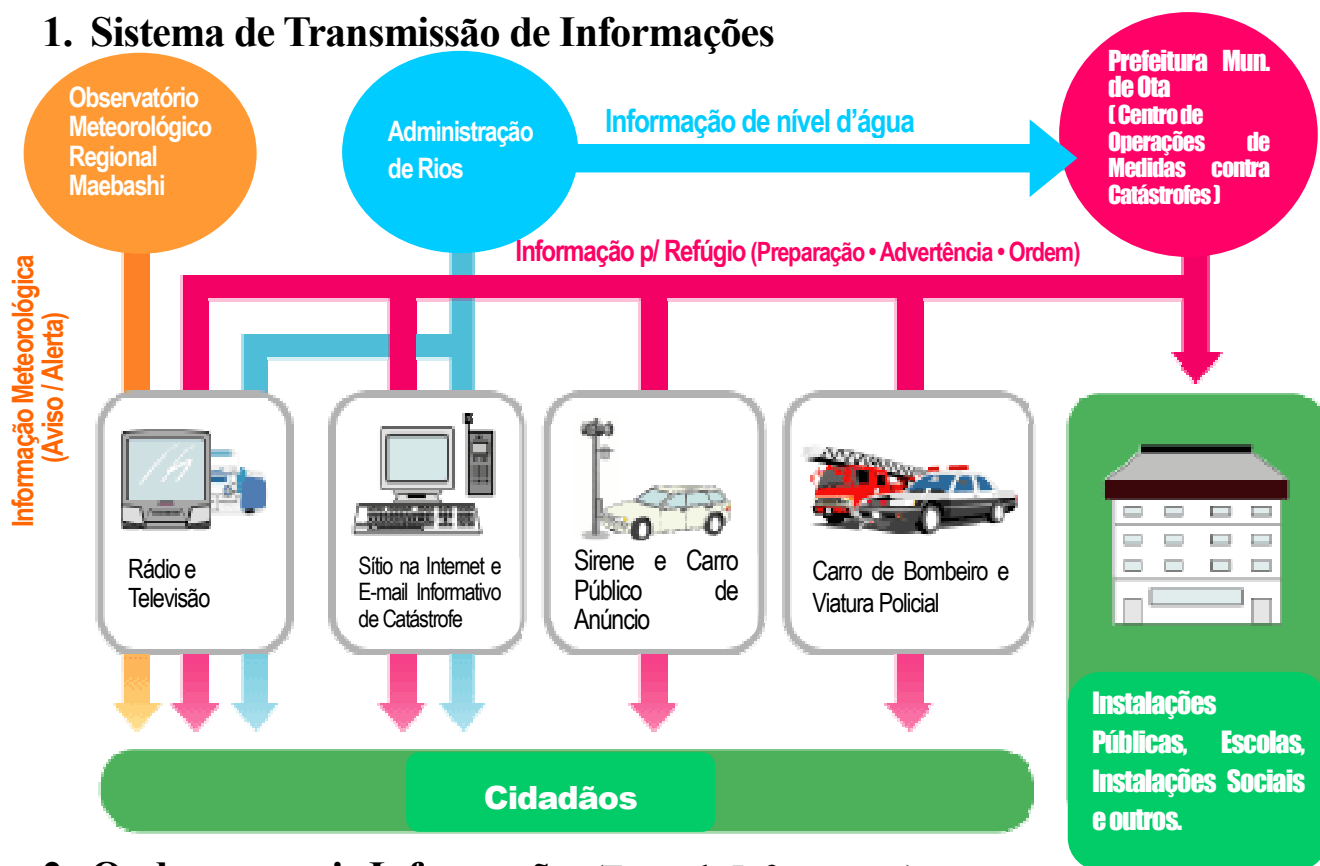 1. Sistema de Transmissão de Informações
Observatório
Meteorológico
Regional
Maebashi
Administração
de Rios
Informação de nível d’água
Prefeitura Mun.
de Ota
(Centro de
Operações de
Medidas contra
Catástrofes)
Informação p/ Refúgio (Preparação • Advertência • Ordem)
Informação Meteorológica
(Aviso / Alerta)
Rádio e
Televisão
Sítio na Internet e
E-mail Informativo
de Catástrofe
Sirene e Carro
Público de
Anúncio
Carro de Bombeiro e
Viatura Policial
Instalações
Públicas, Escolas,
Instalações Sociais
e outros.
Cidadãos